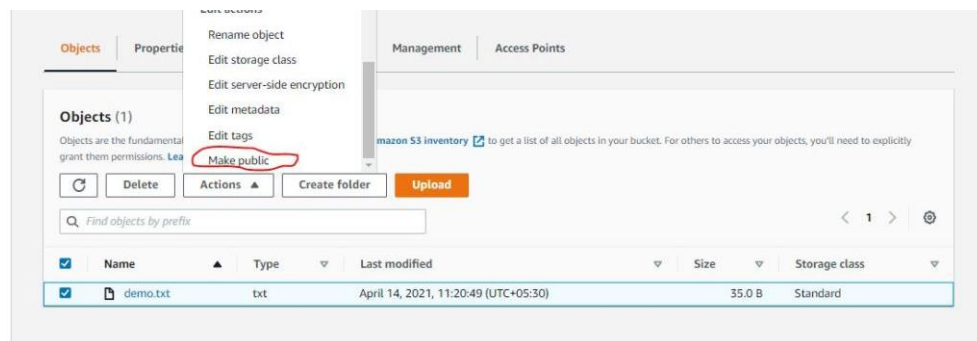 Edit actions
Rename object
Objects Propertie Management Access Points
Edit storage class
Edit server-side encryption
Edit metadata
Objects (1)
Edit tags
Objects are the fundamental mazon S3 inventory to get a list of all objects in your bucket. For others to access your objects, you'll need to explicitly
grant them permissions. Lea
Make public
Delete Actions Create folder Upload
Find objects by prefix
1
Name Type Last modified Size Storage class
demo.txt txt April 14, 2021, 11:20:49 (UTC+05:30) 35.0 B Standard